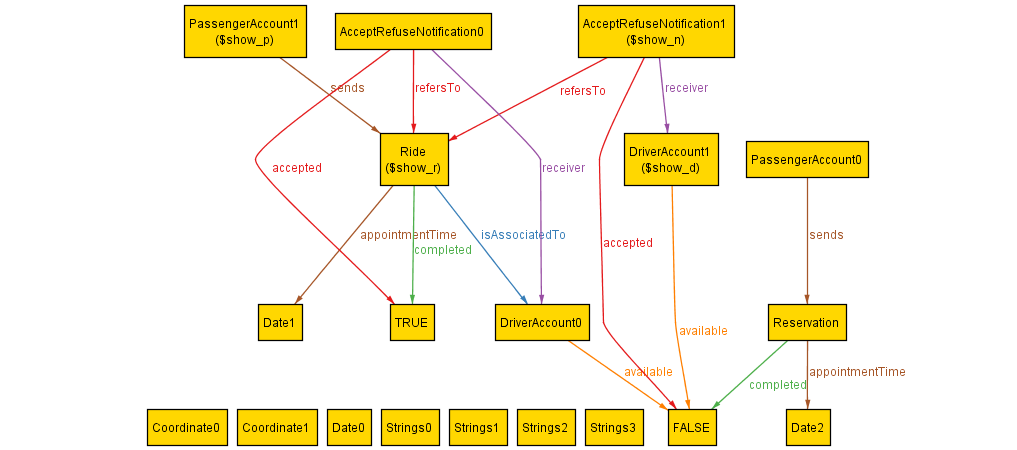 PassengerAccount1
($show_p)
AcceptRefuseNotification0
AcceptRefuseNotification1
($show_n)
sends
refersTo
refersTo
receiver
Ride
($show_r)
DriverAccount1
($show_d)
PassengerAccount0
accepted
receiver
appointmentTime
completed
isAssociatedTo
accepted
sends
Date1
TRUE
DriverAccount0
available
Reservation
available
completed
appointmentTime
Coordinate0
Coordinate1
Date0
Strings0
Strings1
Strings2
Strings3
FALSE
Date2